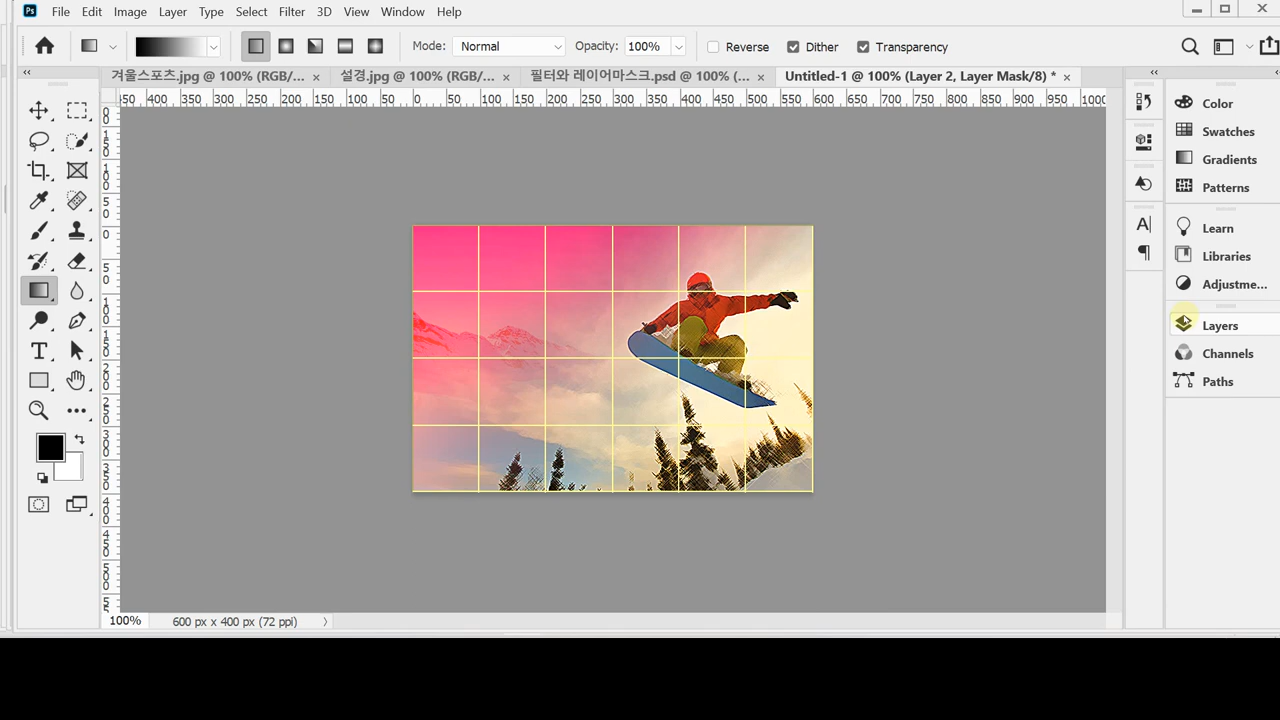 Ps File Edit Image Layer Type Select Filter 3D View Window Help
Mode: Normal Opacity: 100% Reverse Dither Transparency
겨울스포츠.jpg @ 100% (RGB/... × 설경.jpg @ 100% (RGB/... × 필터와 레이어마스크.psd @ 100% (... × Untitled-1 @ 100% (Layer 2, Layer Mask/8) * ×
400 350 300 250 200 150 100 50 0 50 100 150 200 250 300 350 400 450 500 550 600 650 700 750 800 850 900 950 1000
Color
Swatches
Gradients
Patterns
Learn
Libraries
Adjustme...
Layers
Channels
Paths
100% 600 px x 400 px (72 ppi)